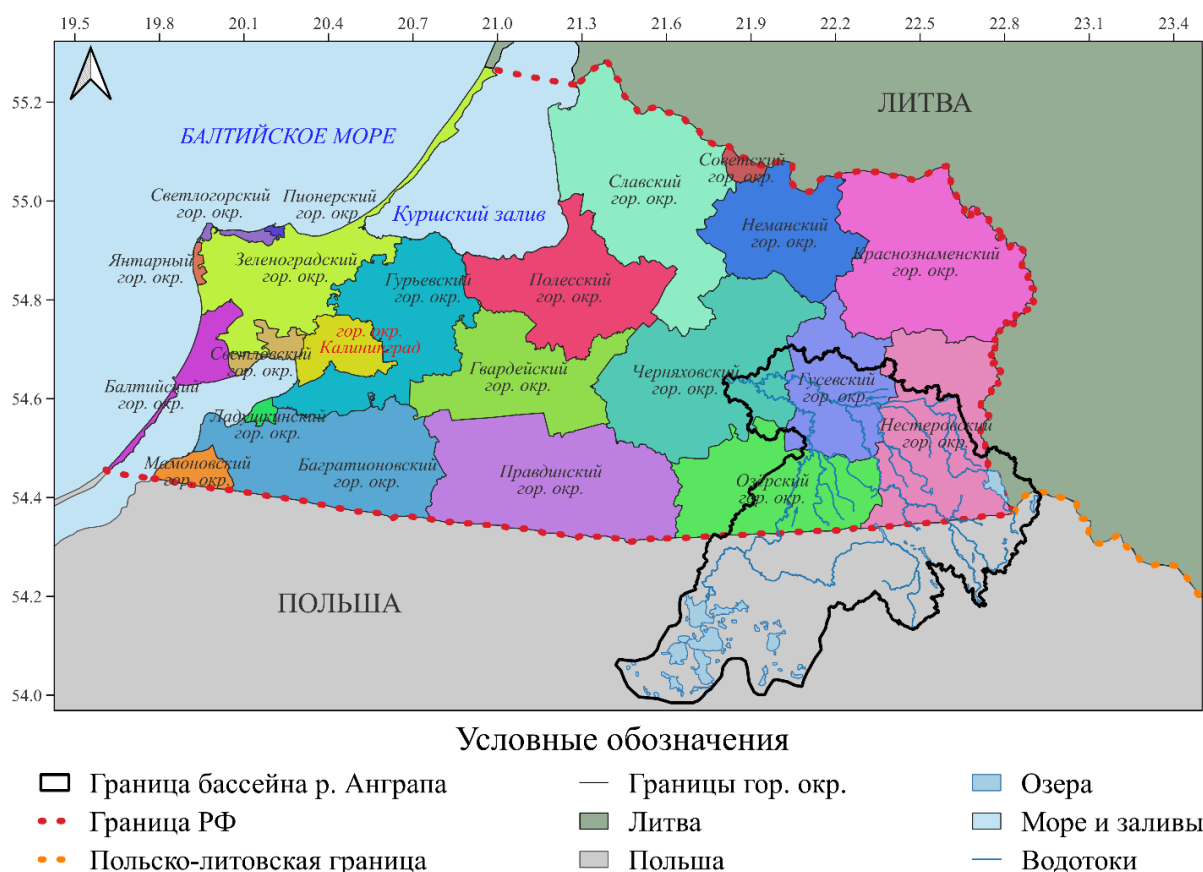 19.5 19.8 20.1 20.4 20.7 21.0 21.3 21.6 21.9 22.2 22.5 22.8 23.1 23.4
55.2
55.0
54.8
54.6
54.4
54.2
54.0
ЛИТВА
БАЛТИЙСКОЕ МОРЕ
Советский
гор. окр.
Славский
гор. окр.
Светлогорский
гор. окр.
Пионерский
гор. окр.
Куршский залив
Неманский
гор. окр.
Янтарный
гор. окр.
Зеленоградский
гор. окр.
Гурьевский
гор. окр.
Полесский
гор. окр.
Краснознаменский
гор. окр.
гор. окр.
Калининград
Светловский
гор. окр.
Балтийский
гор. окр.
Гвардейский
гор. окр.
Черняховский
гор. окр.
Гусевский
гор. окр.
Ладушкинский
гор. окр.
Нестеровский
гор. окр.
Мамоновский
гор. окр.
Багратионовский
гор. окр.
Правдинский
гор. окр.
Озёрский
гор. окр.
ПОЛЬША
Условные обозначения
Граница бассейна р. Анграпа
Граница РФ
Польско-литовская граница
Границы гор. окр.
Литва
Польша
Озера
Море и заливы
Водотоки